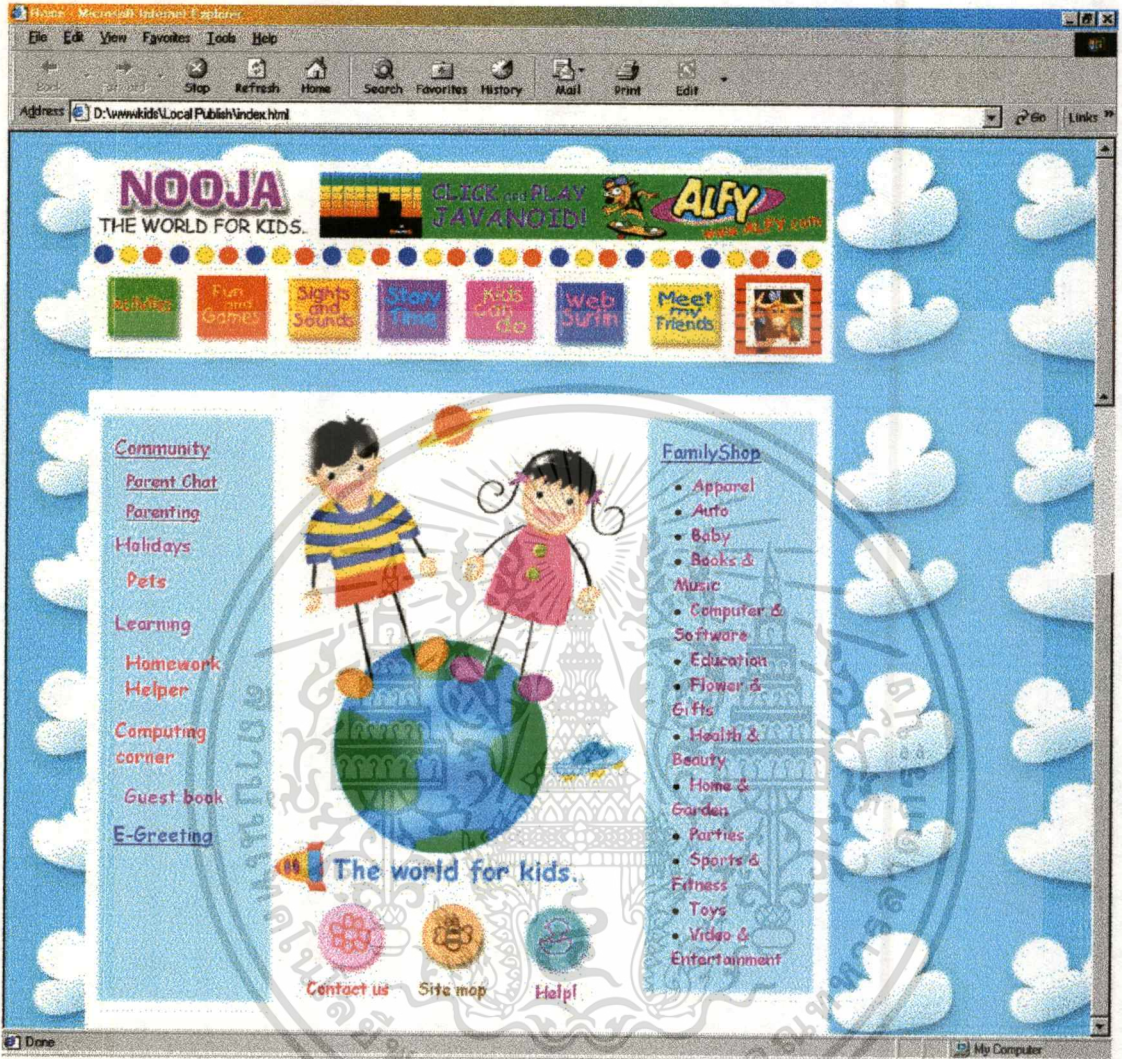 Home - Microsoft Internet Explorer
File Edit View Favorites Tools Help
Back Forward Stop Refresh Home Search Favorites History Mail Print Edit
Address D:\wwwkids\Local Publish\index.html Go Links »
NOOJA
THE WORLD FOR KIDS.
CLICK and PLAY
JAVANOID!
ALFY
www.ALFY.com
Activities
Fun
and
Games
Sights
and
Sounds
Story
Time
Kids
Can
do
Web
Surfin
Meet
my
Friends
Community
Parent Chat
Parenting
Holidays
Pets
Learning
Homework
Helper
Computing
corner
Guest book
E-Greeting
The world for kids.
Contact us
Site map
Help!
FamilyShop
• Apparel
• Auto
• Baby
• Books &
Music
• Computer &
Software
• Education
• Flower &
Gifts
• Health &
Beauty
• Home &
Garden
• Parties
• Sports &
Fitness
• Toys
• Video &
Entertainment
Done
My Computer